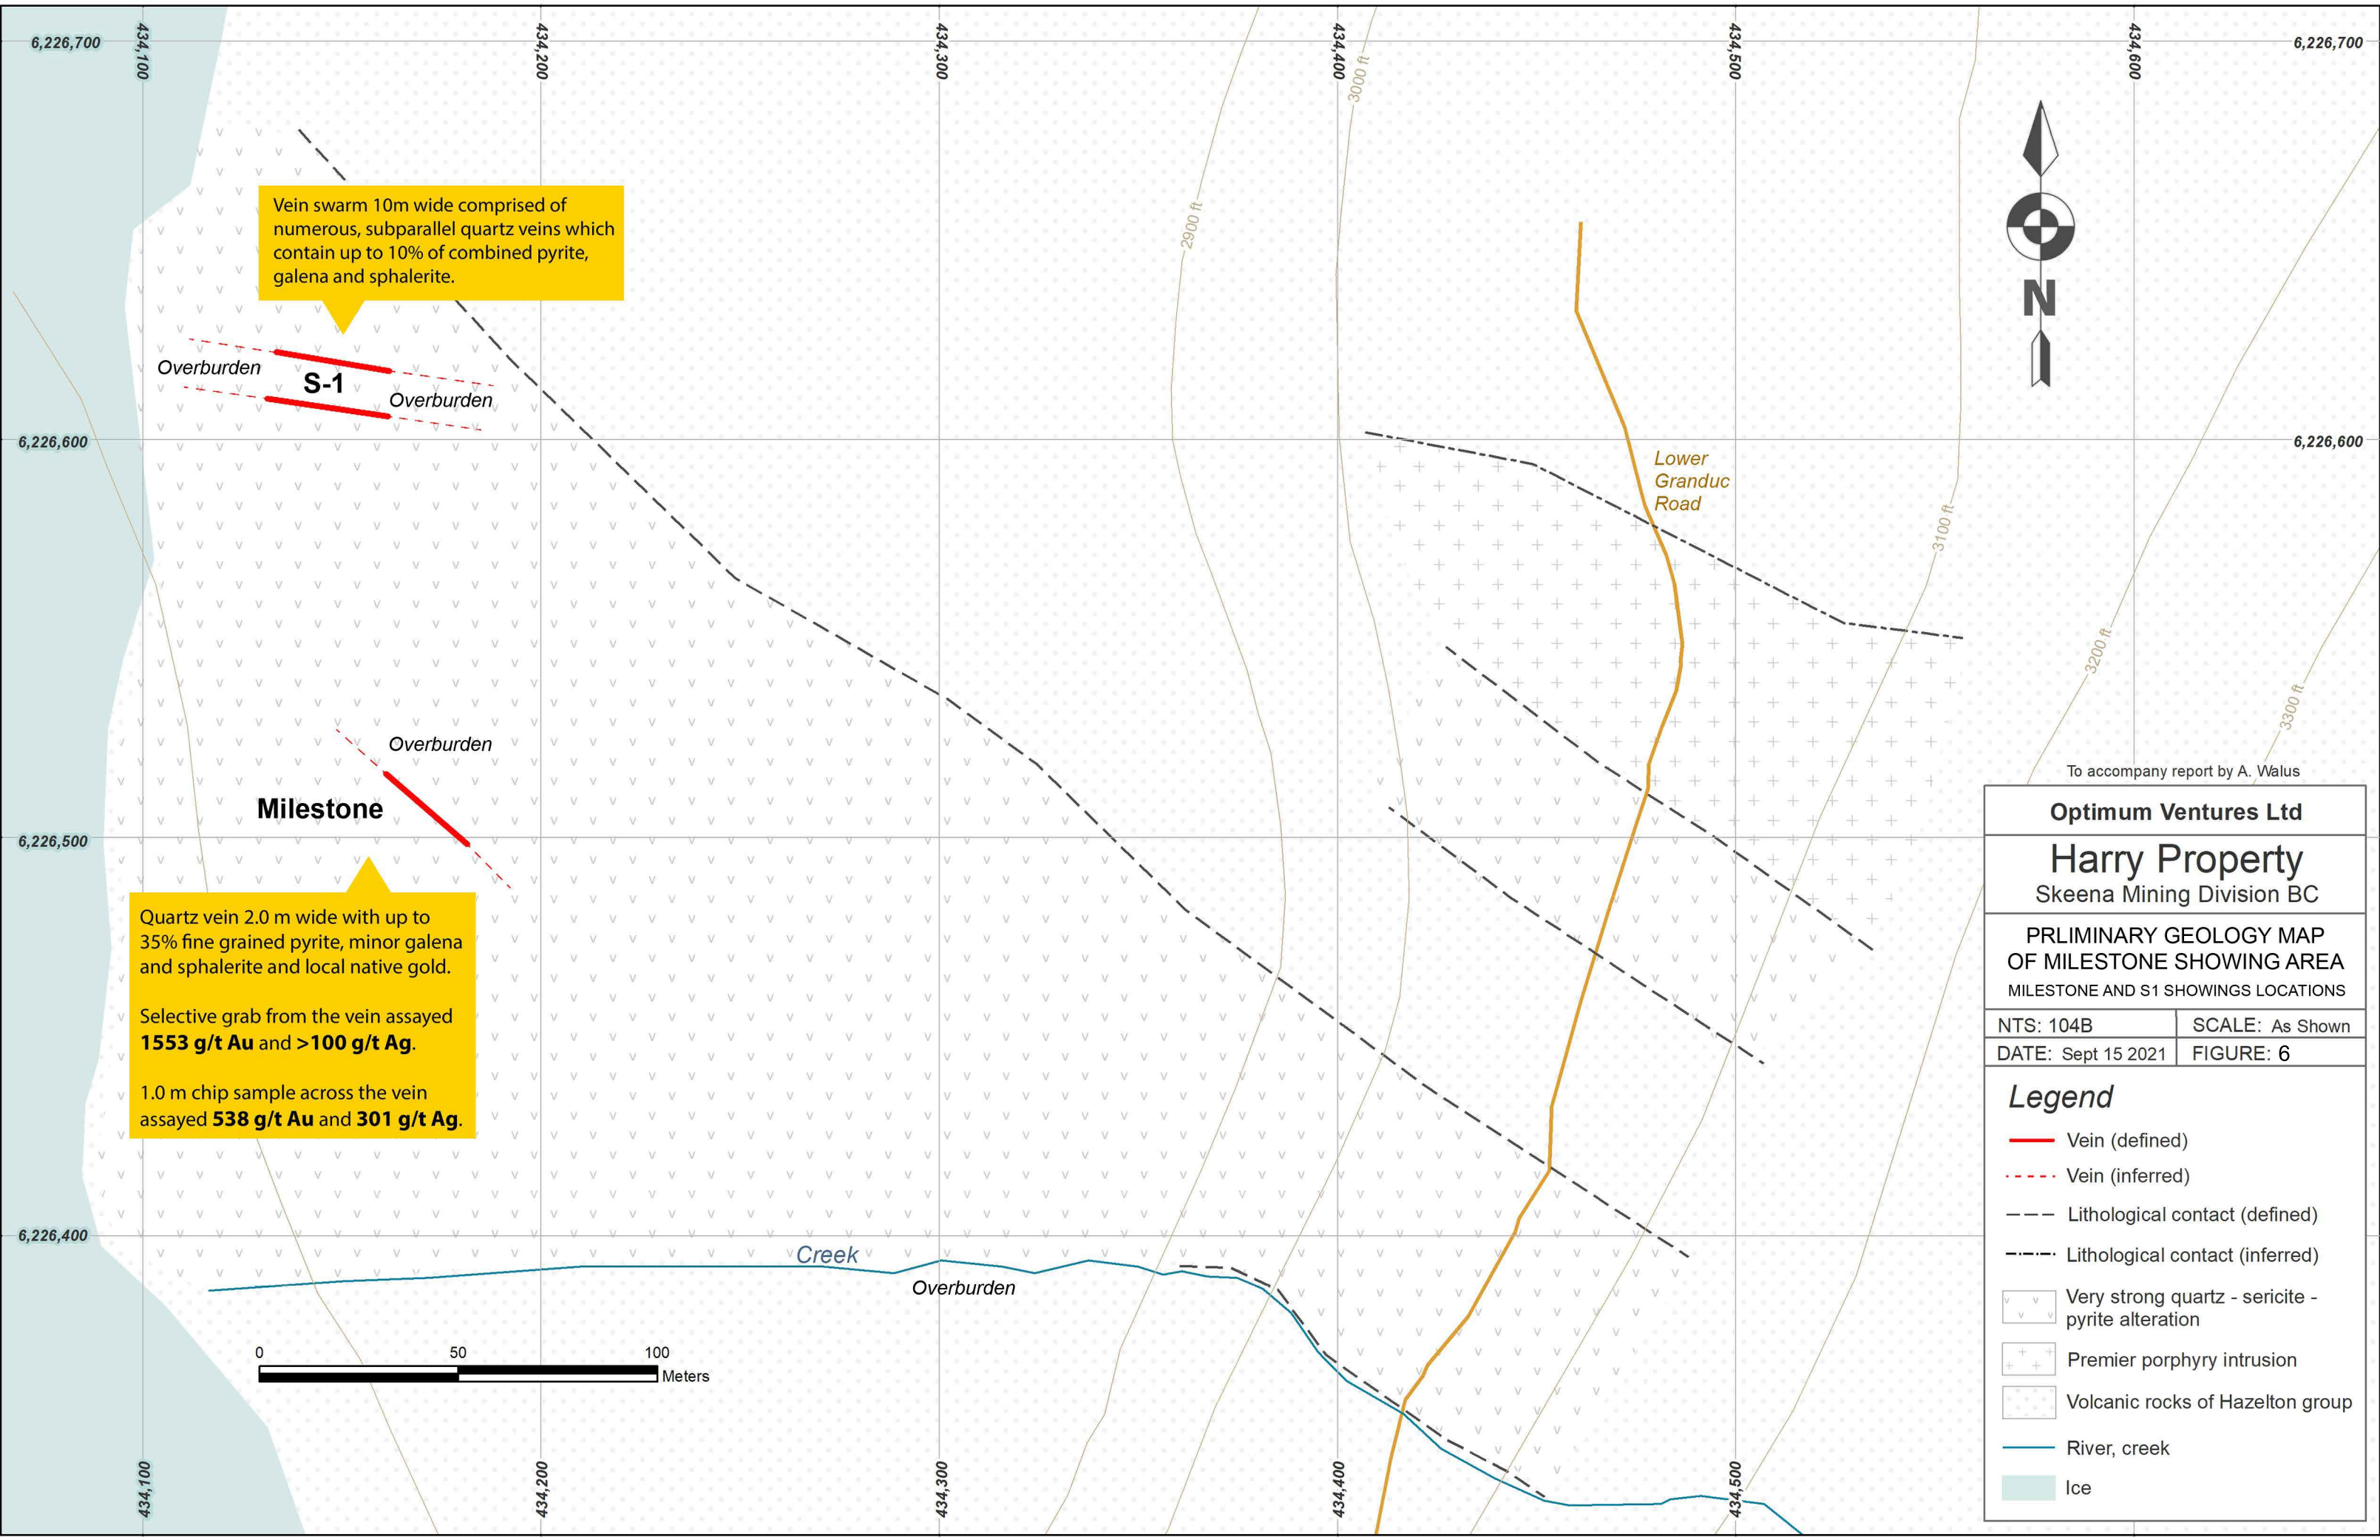 6,226,700
434,100
434,200
434,300
434,400
434,500
434,600
6,226,700
3000 ft
2900 ft
Vein swarm 10m wide comprised of
numerous, subparallel quartz veins which
contain up to 10% of combined pyrite,
galena and sphalerite.
N
Overburden
S-1
Overburden
6,226,600
6,226,600
Lower
Granduc
Road
3100 ft
3200 ft
3300 ft
Overburden
Milestone
6,226,500
Quartz vein 2.0 m wide with up to
35% fine grained pyrite, minor galena
and sphalerite and local native gold.
Selective grab from the vein assayed
1553 g/t Au and >100 g/t Ag.
1.0 m chip sample across the vein
assayed 538 g/t Au and 301 g/t Ag.
6,226,400
Creek
Overburden
0 50 100
Meters
434,100
434,200
434,300
434,400
434,500
To accompany report by A. Walus
Optimum Ventures Ltd
Harry Property
Skeena Mining Division BC
PRLIMINARY GEOLOGY MAP
OF MILESTONE SHOWING AREA
MILESTONE AND S1 SHOWINGS LOCATIONS
NTS: 104B SCALE: As Shown
DATE: Sept 15 2021 FIGURE: 6
Legend
Vein (defined)
Vein (inferred)
Lithological contact (defined)
Lithological contact (inferred)
Very strong quartz - sericite -
pyrite alteration
Premier porphyry intrusion
Volcanic rocks of Hazelton group
River, creek
Ice